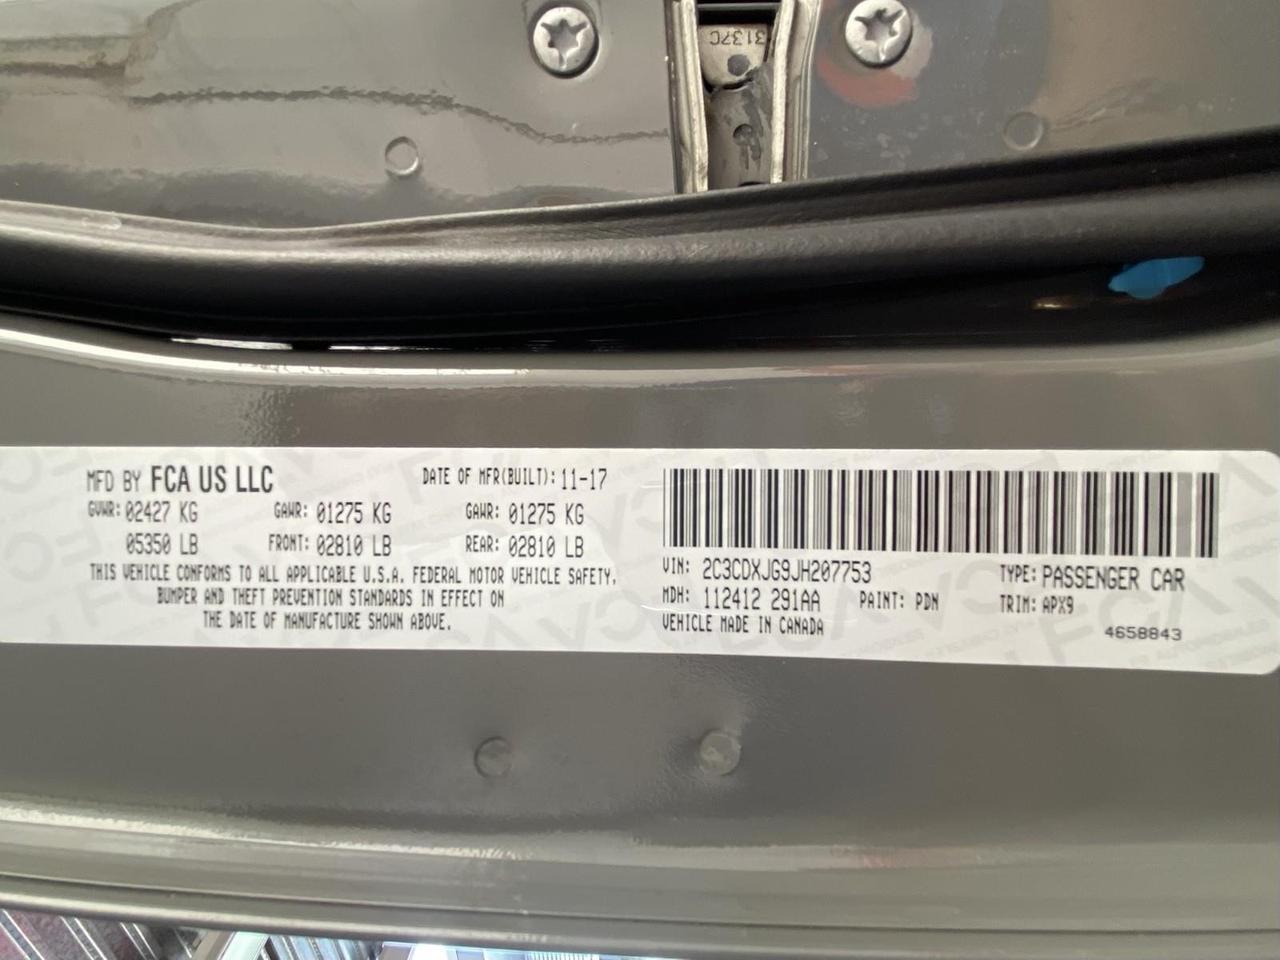 3137C
MFD BY FCA US LLC DATE OF MFR(BUILT): 11-17
GVWR: 02427 KG GAWR: 01275 KG GAWR: 01275 KG
05350 LB FRONT: 02810 LB REAR: 02810 LB
THIS VEHICLE CONFORMS TO ALL APPLICABLE U.S.A. FEDERAL MOTOR VEHICLE SAFETY,
BUMPER AND THEFT PREVENTION STANDARDS IN EFFECT ON
THE DATE OF MANUFACTURE SHOWN ABOVE.
VIN: 2C3CDXJG9JH207753 TYPE: PASSENGER CAR
MDH: 112412 291AA PAINT: PDN TRIM: APX9
VEHICLE MADE IN CANADA 4658843